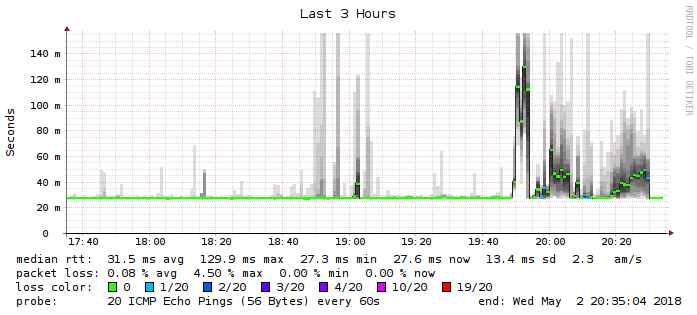 Last 3 Hours
RRDTOOL / TOBI OETIKER
Seconds
140 m
120 m
100 m
80 m
60 m
40 m
20 m
0
17:40 18:00 18:20 18:40 19:00 19:20 19:40 20:00 20:20
median rtt: 31.5 ms avg 129.9 ms max 27.3 ms min 27.6 ms now 13.4 ms sd 2.3 am/s
packet loss: 0.08 % avg 4.50 % max 0.00 % min 0.00 % now
loss color: 0 1/20 2/20 3/20 4/20 10/20 19/20
probe: 20 ICMP Echo Pings (56 Bytes) every 60s end: Wed May 2 20:35:04 2018